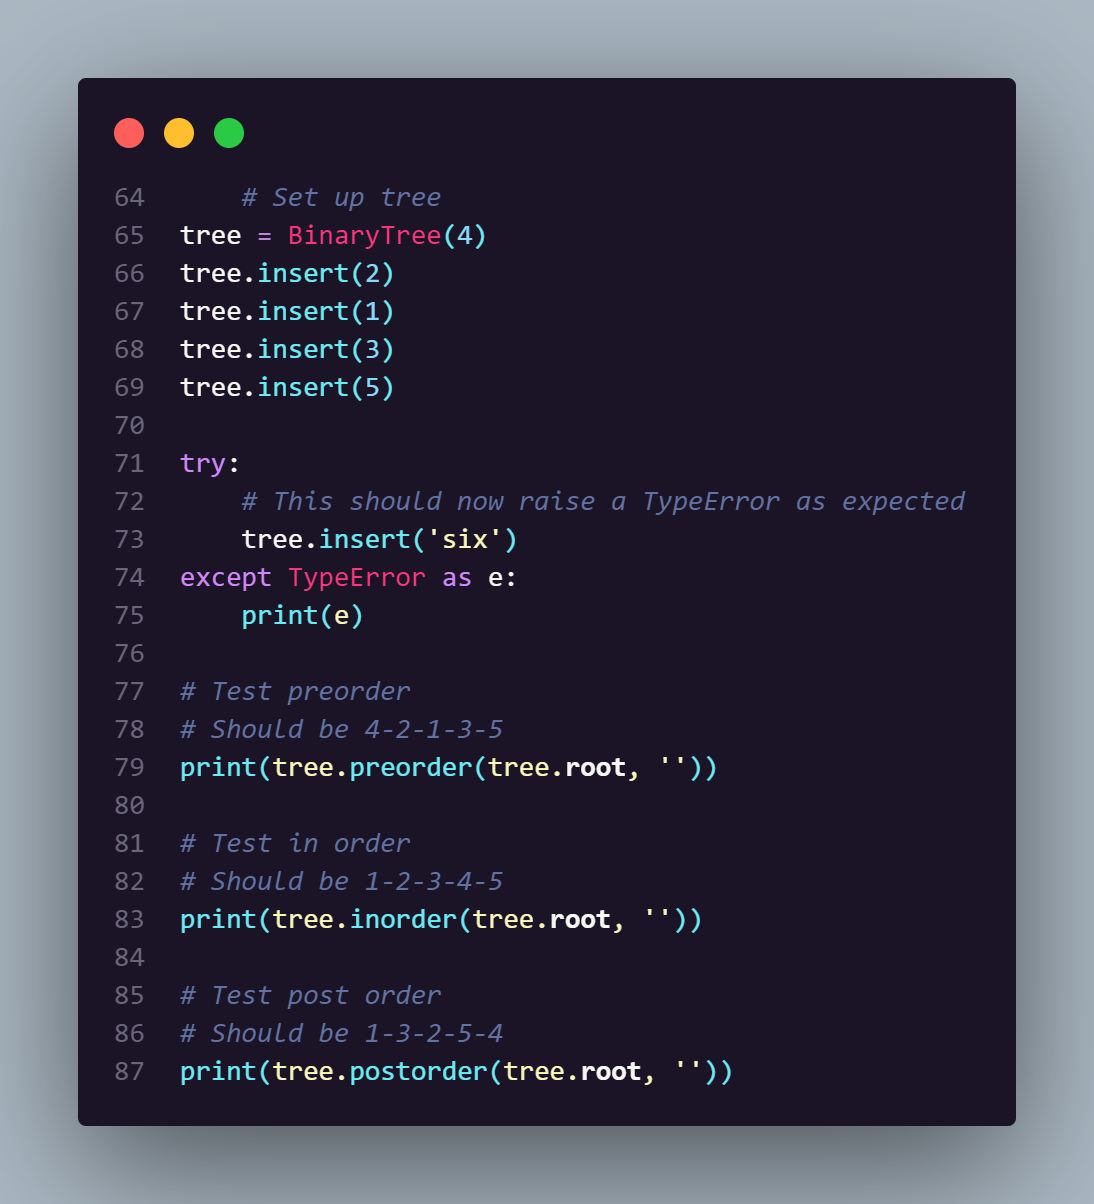 64      # Set up tree
65  tree = BinaryTree(4)
66  tree.insert(2)
67  tree.insert(1)
68  tree.insert(3)
69  tree.insert(5)
70
71  try:
72      # This should now raise a TypeError as expected
73      tree.insert('six')
74  except TypeError as e:
75      print(e)
76
77  # Test preorder
78  # Should be 4-2-1-3-5
79  print(tree.preorder(tree.root, ''))
80
81  # Test in order
82  # Should be 1-2-3-4-5
83  print(tree.inorder(tree.root, ''))
84
85  # Test post order
86  # Should be 1-3-2-5-4
87  print(tree.postorder(tree.root, ''))